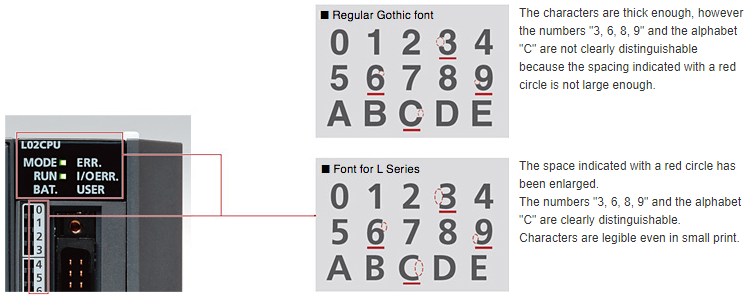 ■ Regular Gothic font
0 1 2 3 4
5 6 7 8 9
A B C D E
The characters are thick enough, however
the numbers "3, 6, 8, 9" and the alphabet
"C" are not clearly distinguishable
because the spacing indicated with a red
circle is not large enough.
L02CPU
MODE ERR.
RUN I/OERR.
BAT. USER
0
1
2
3
4
5
6
■ Font for L Series
0 1 2 3 4
5 6 7 8 9
A B C D E
The space indicated with a red circle has
been enlarged.
The numbers "3, 6, 8, 9" and the alphabet
"C" are clearly distinguishable.
Characters are legible even in small print.